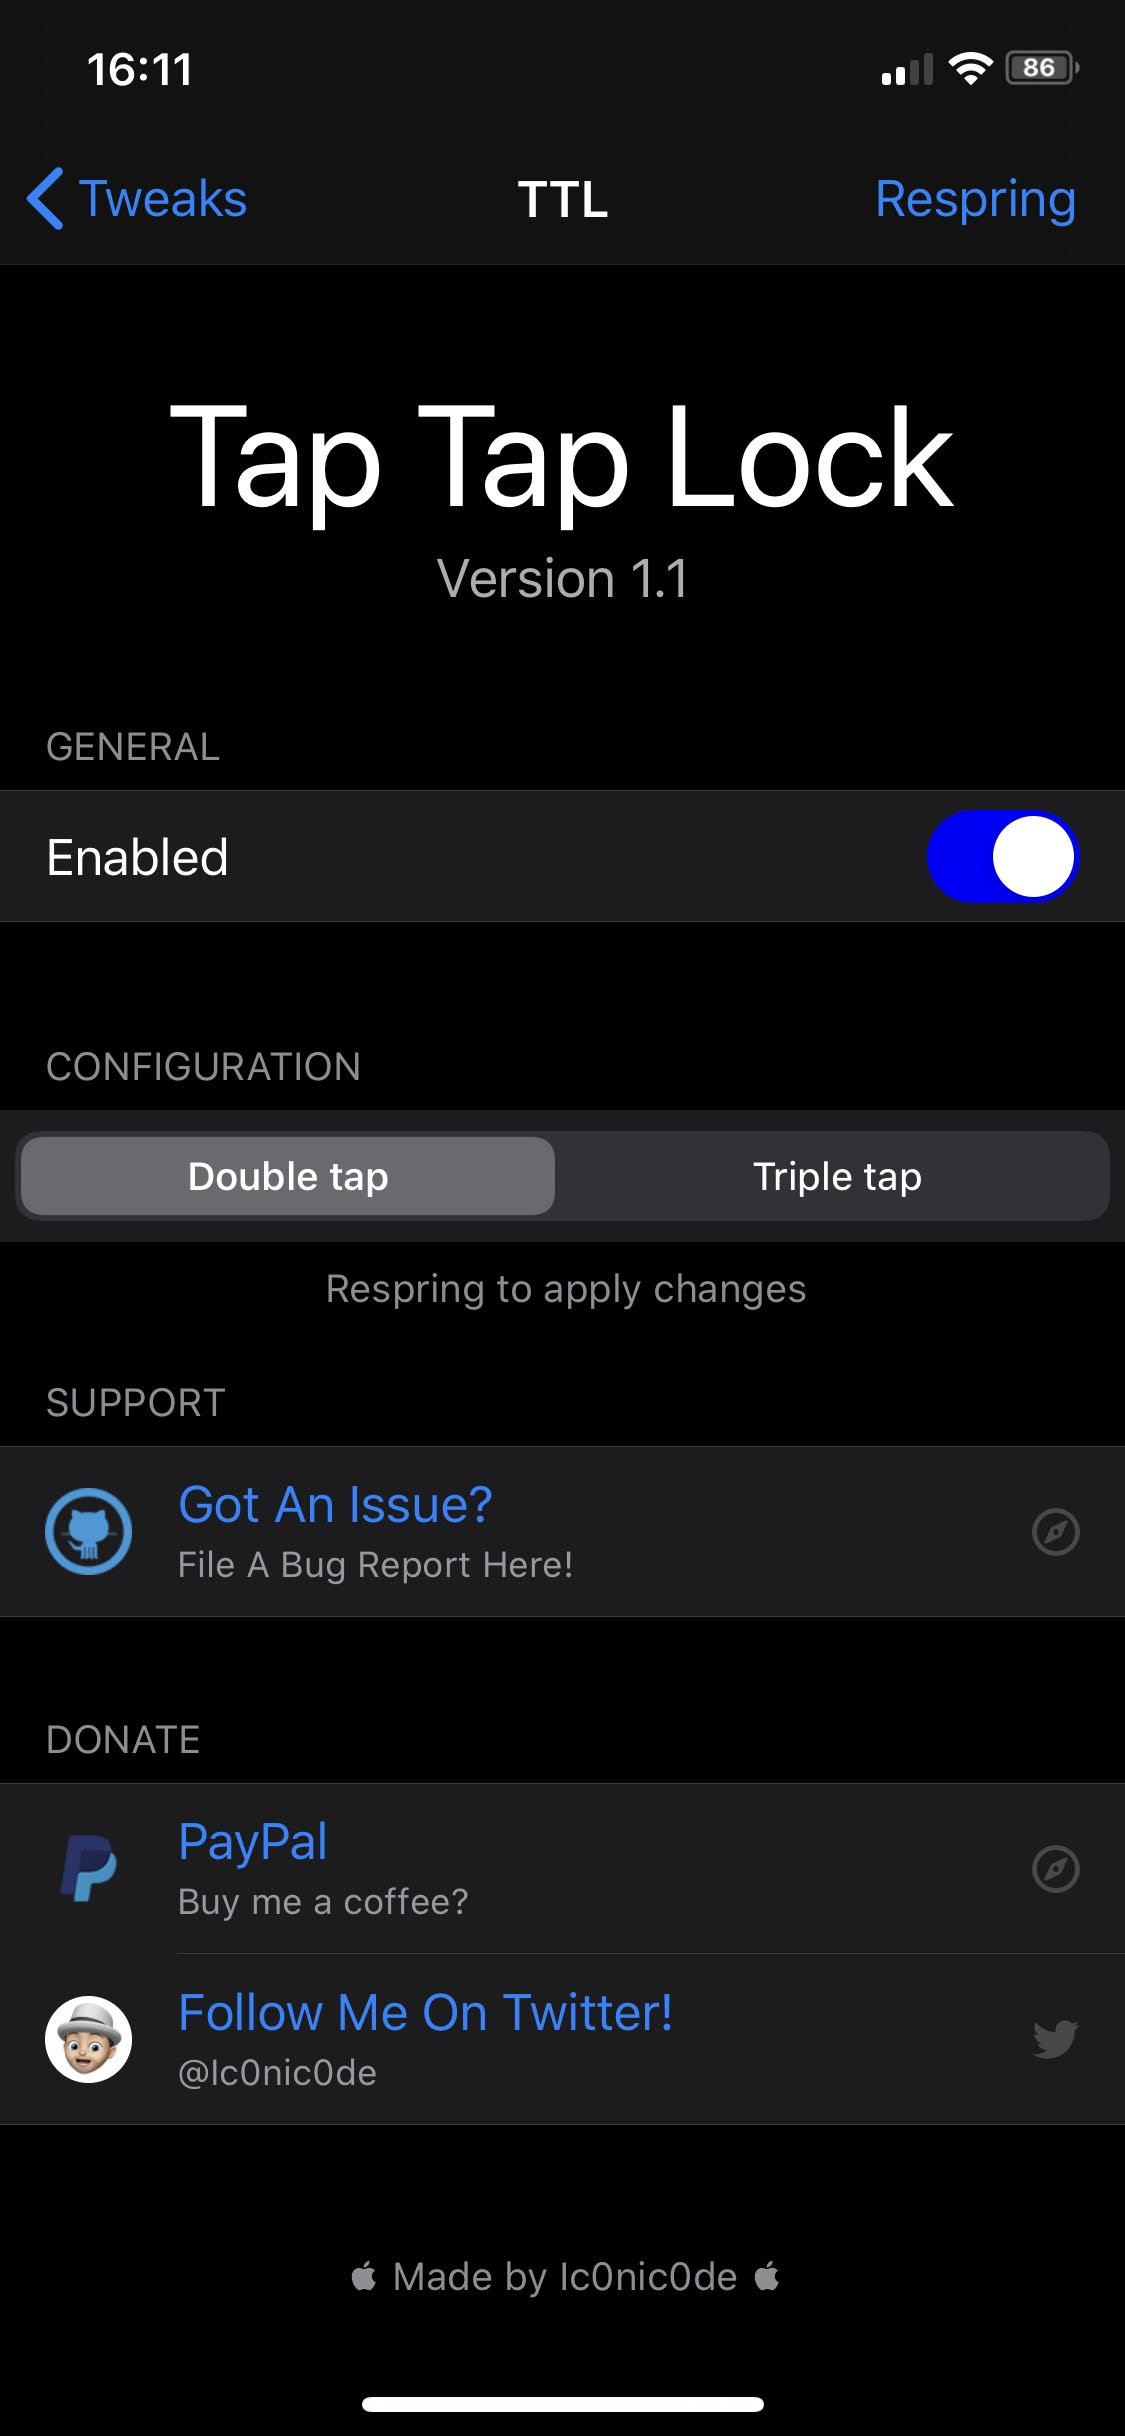 16:11
86
Tweaks
TTL
Respring
Tap Tap Lock
Version 1.1
GENERAL
Enabled
CONFIGURATION
Double tap
Triple tap
Respring to apply changes
SUPPORT
Got An Issue?
File A Bug Report Here!
DONATE
PayPal
Buy me a coffee?
Follow Me On Twitter!
@Ic0nic0de
Made by Ic0nic0de